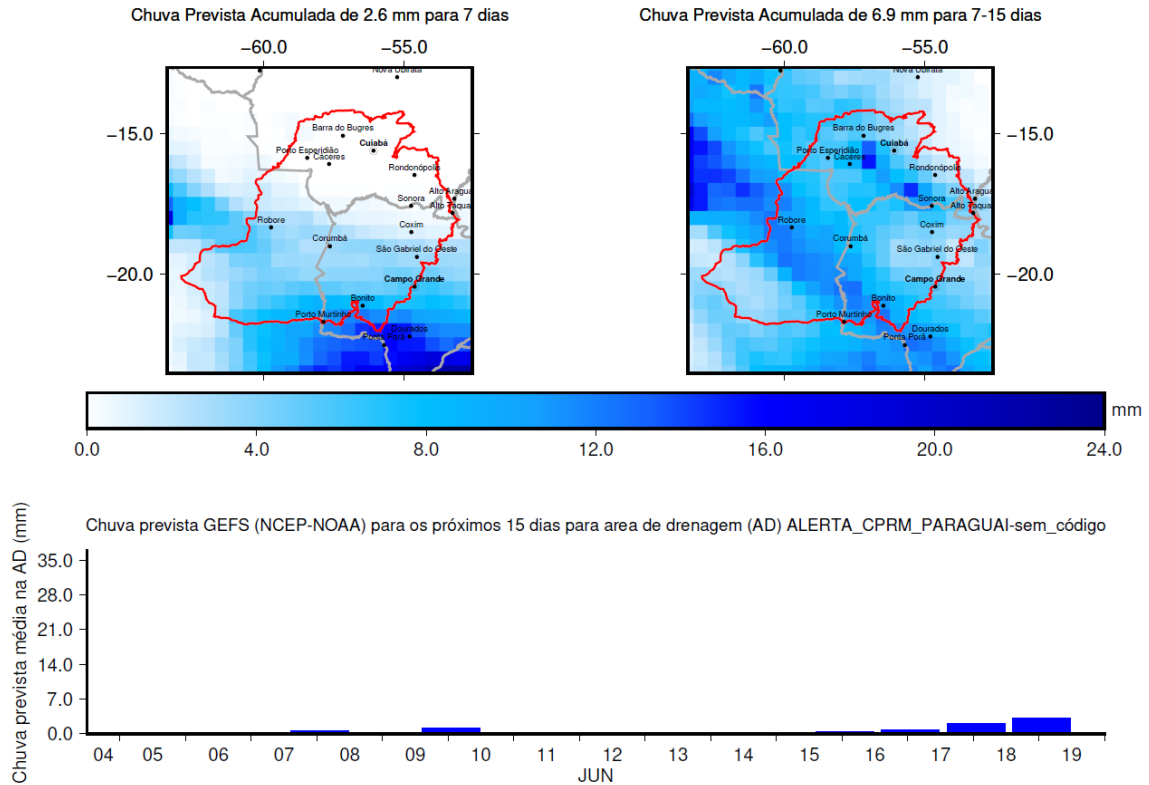 Chuva Prevista Acumulada de 2.6 mm para 7 dias
Chuva Prevista Acumulada de 6.9 mm para 7-15 dias
−60.0 −55.0
−60.0 −55.0
Nova Ubiratã
Nova Ubiratã
−15.0
−15.0
Barra do Bugres
Cuiabá
Porto Esperidião
Cáceres
Rondonópolis
Alto Aragua
Alto Taqua
Sonora
Robore
Coxim
Corumbá
São Gabriel do Oeste
−20.0
Campo Grande
Bonito
Porto Murtinho
Dourados
Ponta Porã
Barra do Bugres
Cuiabá
Porto Esperidião
Cáceres
Rondonópolis
Alto Aragua
Alto Taqua
Sonora
Robore
Coxim
Corumbá
São Gabriel do Oeste
−20.0
Campo Grande
Bonito
Porto Murtinho
Dourados
Ponta Porã
mm
0.0 4.0 8.0 12.0 16.0 20.0 24.0
Chuva prevista GEFS (NCEP-NOAA) para os próximos 15 dias para area de drenagem (AD) ALERTA_CPRM_PARAGUAI-sem_código
Chuva prevista média na AD (mm)
35.0
28.0
21.0
14.0
7.0
0.0
04 05 06 07 08 09 10 11 12 13 14 15 16 17 18 19
JUN